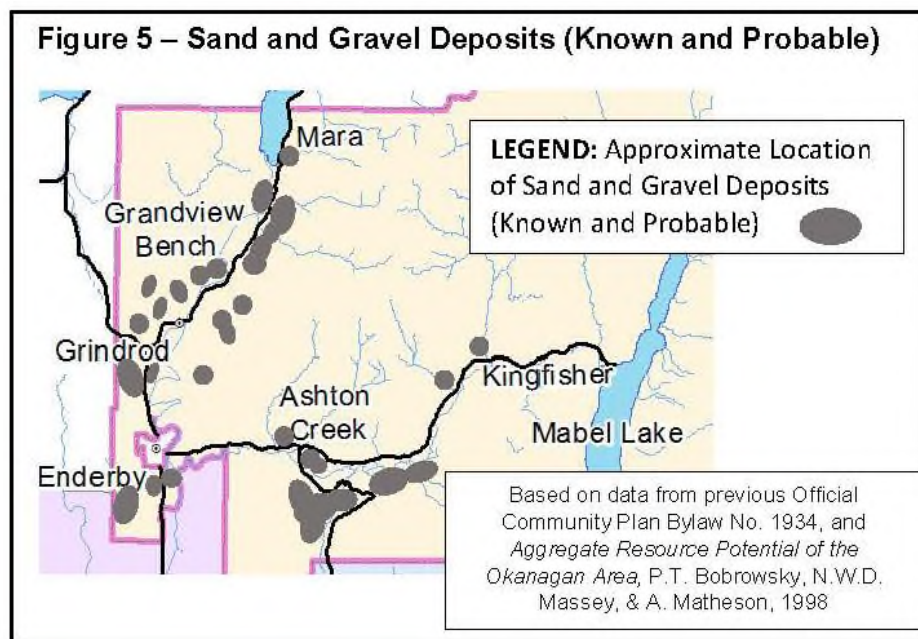 Figure 5 – Sand and Gravel Deposits (Known and Probable)
Mara
LEGEND: Approximate Location
of Sand and Gravel Deposits
(Known and Probable)
Grandview
Bench
Grindrod
Kingfisher
Ashton
Creek
Mabel Lake
Enderby
Based on data from previous Official
Community Plan Bylaw No. 1934, and
Aggregate Resource Potential of the
Okanagan Area, P.T. Bobrowsky, N.W.D.
Massey, & A. Matheson, 1998